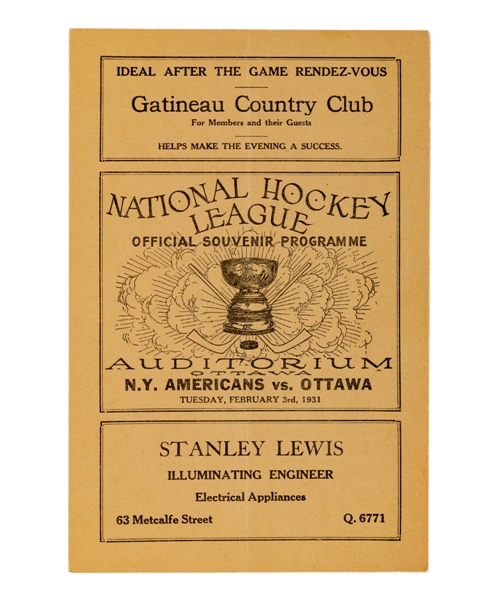 IDEAL AFTER THE GAME RENDEZ-VOUS
Gatineau Country Club
For Members and their Guests
HELPS MAKE THE EVENING A SUCCESS.
NATIONAL HOCKEY
LEAGUE
OFFICIAL SOUVENIR PROGRAMME
AUDITORIUM
OTTAWA
N.Y. AMERICANS vs. OTTAWA
TUESDAY, FEBRUARY 3rd, 1931
STANLEY LEWIS
ILLUMINATING ENGINEER
Electrical Appliances
63 Metcalfe Street Q. 6771